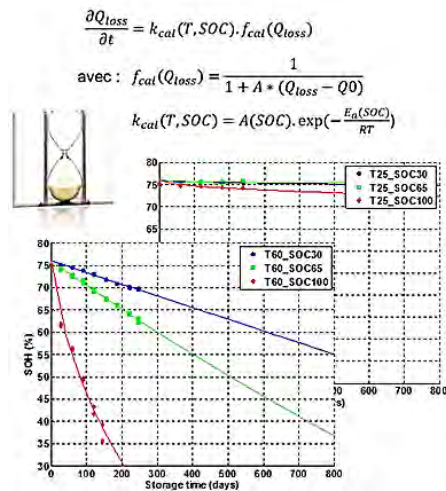 ∂Q_loss/∂t = k_cal(T,SOC).f_cal(Q_loss)
avec : f_cal(Q_loss) = 1/(1 + A * (Q_loss − Q0))
k_cal(T,SOC) = A(SOC).exp(−E_a(SOC)/RT)
80
75
70
65
T25_SOC30
T25_SOC65
T25_SOC100
80
75
70
65
60
55
50
45
40
35
30
SOH (%)
T60_SOC30
T60_SOC65
T60_SOC100
0 100 200 300 400 500 600 700 800
Storage time (days)
500 600 700 800
s)